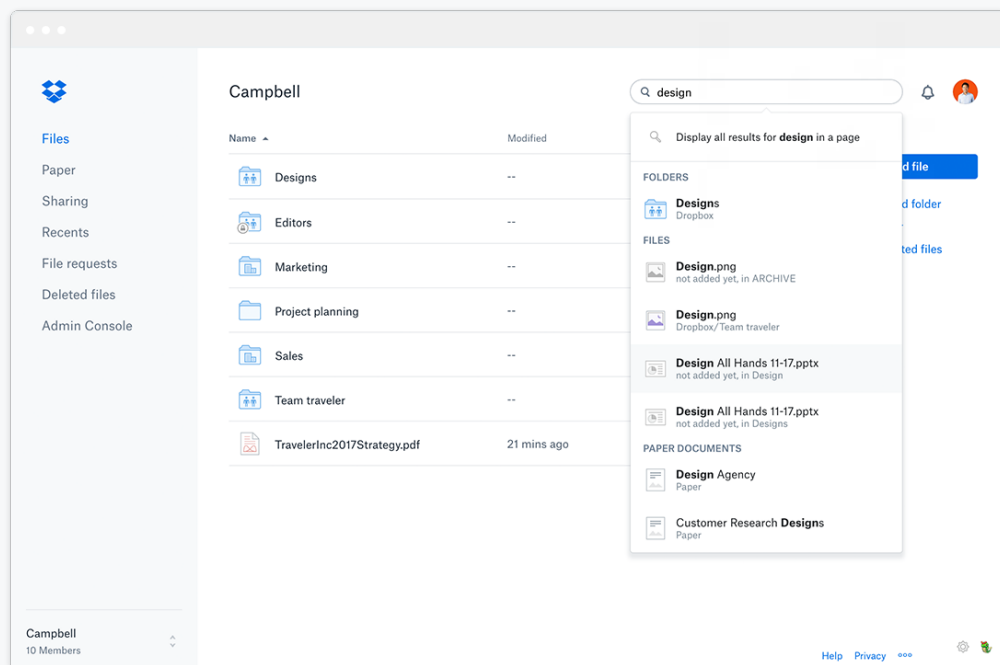 Campbell
design
Files
Paper
Sharing
Recents
File requests
Deleted files
Admin Console
Name
Modified
Designs
--
Editors
--
Marketing
--
Project planning
--
Sales
--
Team traveler
--
TravelerInc2017Strategy.pdf
21 mins ago
Display all results for design in a page
FOLDERS
Designs
Dropbox
FILES
Design.png
not added yet, in ARCHIVE
Design.png
Dropbox/Team traveler
Design All Hands 11-17.pptx
not added yet, in Design
Design All Hands 11-17.pptx
not added yet, in Designs
PAPER DOCUMENTS
Design Agency
Paper
Customer Research Designs
Paper
d file
d folder
ted files
Campbell
10 Members
Help
Privacy